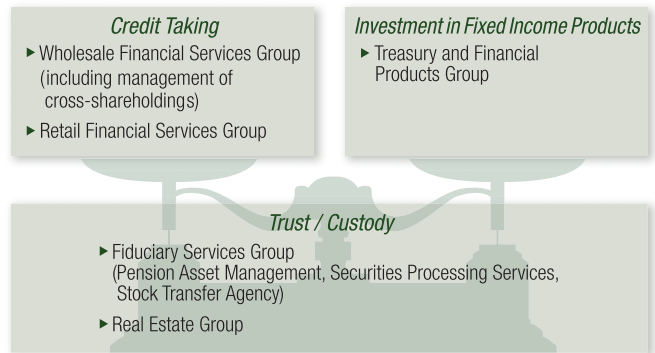 Credit Taking
▶ Wholesale Financial Services Group
(including management of
cross-shareholdings)
▶ Retail Financial Services Group
Investment in Fixed Income Products
▶ Treasury and Financial
Products Group
Trust / Custody
▶ Fiduciary Services Group
(Pension Asset Management, Securities Processing Services,
Stock Transfer Agency)
▶ Real Estate Group